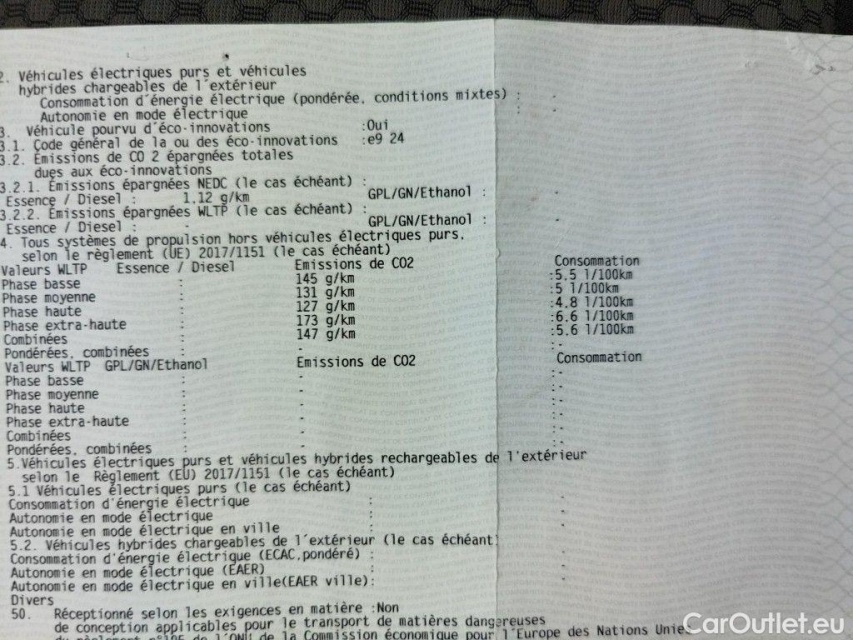 2. Véhicules électriques purs et véhicules
hybrides chargeables de l'extérieur
Consommation d'énergie électrique (pondérée, conditions mixtes) : -
Autonomie en mode électrique : -
3. Véhicule pourvu d'éco-innovations :Oui
3.1. Code général de la ou des éco-innovations :e9 24
3.2. Emissions de CO 2 épargnées totales
dues aux éco-innovations
3.2.1. Emissions épargnées NEDC (le cas échéant) :
Essence / Diesel : 1.12 g/km GPL/GN/Ethanol : -
3.2.2. Emissions épargnées WLTP (le cas échéant) :
Essence / Diesel : - GPL/GN/Ethanol : -
4. Tous systèmes de propulsion hors véhicules électriques purs.
selon le règlement (UE) 2017/1151 (le cas échéant)
Valeurs WLTP Essence / Diesel Emissions de CO2 Consommation
Phase basse : 145 g/km :5.5 l/100km
Phase moyenne : 131 g/km :5 l/100km
Phase haute : 127 g/km :4.8 l/100km
Phase extra-haute : 173 g/km :6.6 l/100km
Combinées : 147 g/km :5.6 l/100km
Pondérées, combinées : - :-
Valeurs WLTP GPL/GN/Ethanol Emissions de CO2 Consommation
Phase basse : - :-
Phase moyenne : - :-
Phase haute : - :-
Phase extra-haute : - :-
Combinées : - :-
Pondérées, combinées : - :-
5.Véhicules électriques purs et véhicules hybrides rechargeables de l'extérieur
selon le Règlement (EU) 2017/1151 (le cas échéant)
5.1 Véhicules électriques purs (le cas échéant)
Consommation d'énergie électrique : -
Autonomie en mode électrique : -
Autonomie en mode électrique en ville : -
5.2. Véhicules hybrides chargeables de l'extérieur (le cas échéant)
Consommation d'énergie électrique (ECAC,pondéré) : -
Autonomie en mode électrique (EAER) : -
Autonomie en mode électrique en ville(EAER ville): -
Divers
50. Réceptionné selon les exigences en matière :Non
de conception applicables pour le transport de matières dangereuses
du règlement n°105 de l'ONU de la Commission économique pour l'Europe des Nations Unies
CarOutlet.eu